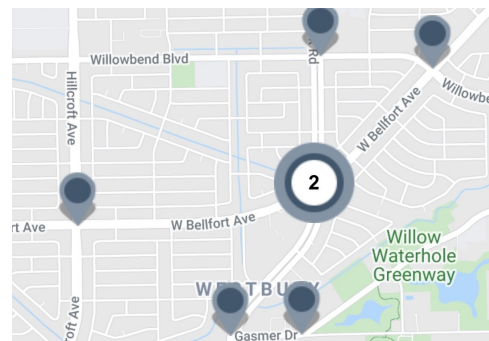 Willowbend Blvd
Rd
Hillcroft Ave
W Bellfort Ave
Willowbe
2
rt Ave
W Bellfort Ave
Willow
Waterhole
Greenway
oft Ave
Gasmer Dr